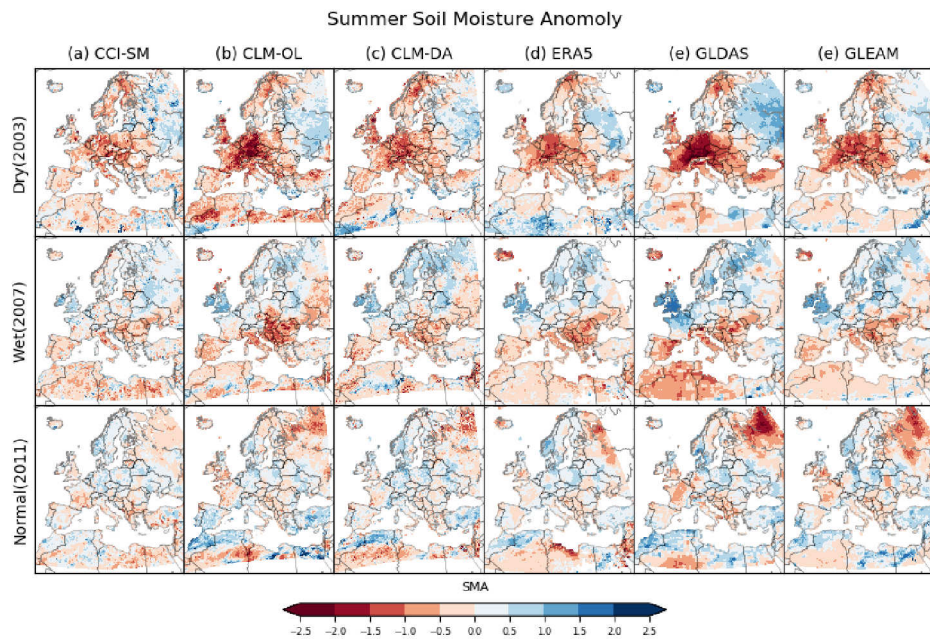 Summer Soil Moisture Anomoly
(a) CCI-SM (b) CLM-OL (c) CLM-DA (d) ERA5 (e) GLDAS (e) GLEAM
Dry(2003)
Wet(2007)
Normal(2011)
SMA
−2.5 −2.0 −1.5 −1.0 −0.5 0.0 0.5 1.0 1.5 2.0 2.5